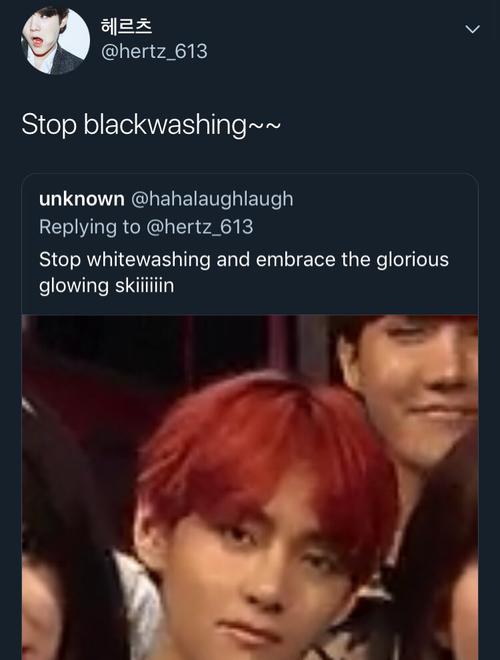 헤르츠
@hertz_613
Stop blackwashing~~
unknown @hahalaughlaugh
Replying to @hertz_613
Stop whitewashing and embrace the glorious
glowing skiiiiiin